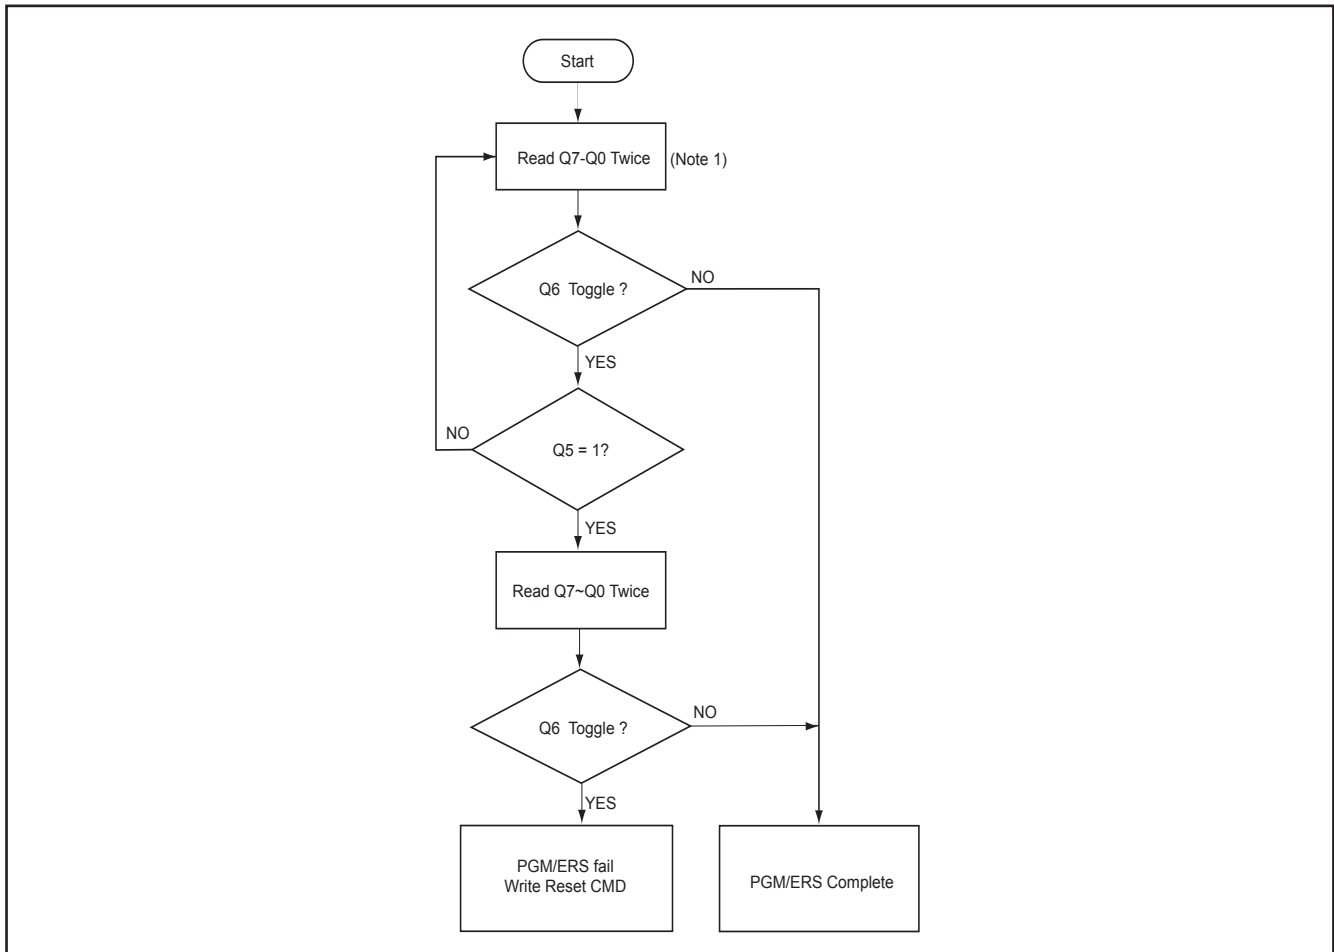 Start
Read Q7-Q0 Twice
(Note 1)
Q6 Toggle ?
NO
YES
Q5 = 1?
NO
YES
Read Q7~Q0 Twice
Q6 Toggle ?
NO
YES
PGM/ERS fail
Write Reset CMD
PGM/ERS Complete